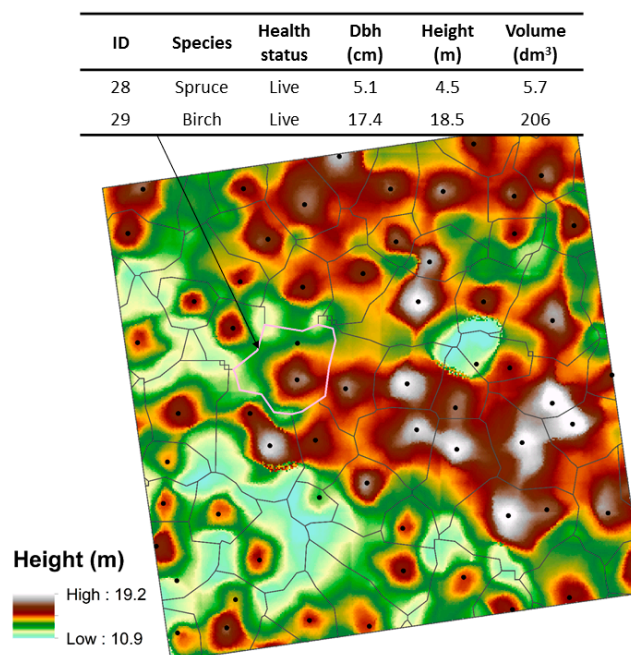 ID Species Health status Dbh (cm) Height (m) Volume (dm³)
28 Spruce Live 5.1 4.5 5.7
29 Birch Live 17.4 18.5 206
Height (m)
High : 19.2
Low : 10.9